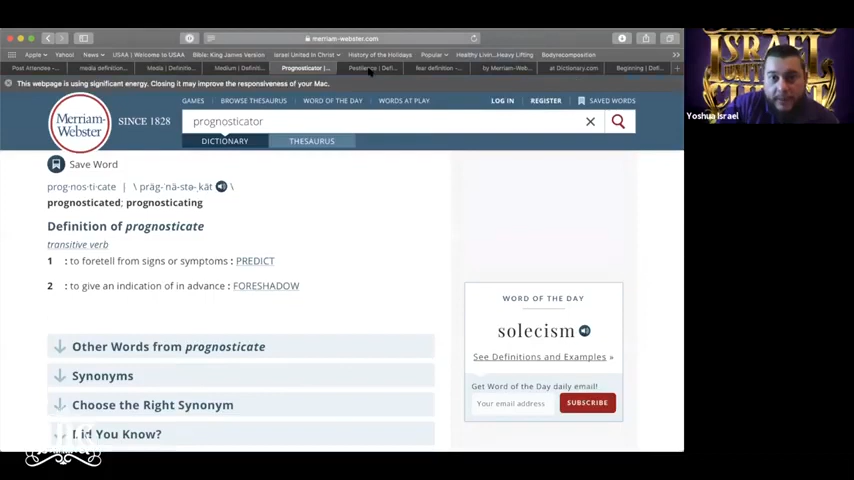 merriam-webster.com
Apple Yahoo! News USAA | Welcome to USAA Bible: King James Version Israel United in Christ History of the Holidays Popular Healthy Livin...Heavy Lifting Bodyrecomposition
Post Attendee -... media definition... Media | Definitie... Medium | Definiti... Prognosticator |... Pestilence | Defi... fear definition -... by Merriam-Web... at Dictionary.com Beginning | Defi...
This webpage is using significant energy. Closing it may improve the responsiveness of your Mac.
GAMES BROWSE THESAURUS WORD OF THE DAY WORDS AT PLAY LOG IN REGISTER SAVED WORDS
Merriam-
Webster
SINCE 1828
prognosticator
DICTIONARY THESAURUS
Save Word
prog·​nos·​ti·​cate | \ präg-ˈnä-stə-ˌkāt \
prognosticated; prognosticating
Definition of prognosticate
transitive verb
1 : to foretell from signs or symptoms : PREDICT
2 : to give an indication of in advance : FORESHADOW
Other Words from prognosticate
Synonyms
Choose the Right Synonym
Did You Know?
WORD OF THE DAY
solecism
See Definitions and Examples »
Get Word of the Day daily email!
Your email address SUBSCRIBE
ISRAEL
UNITED IN
CHRIST
Yoshua Israel